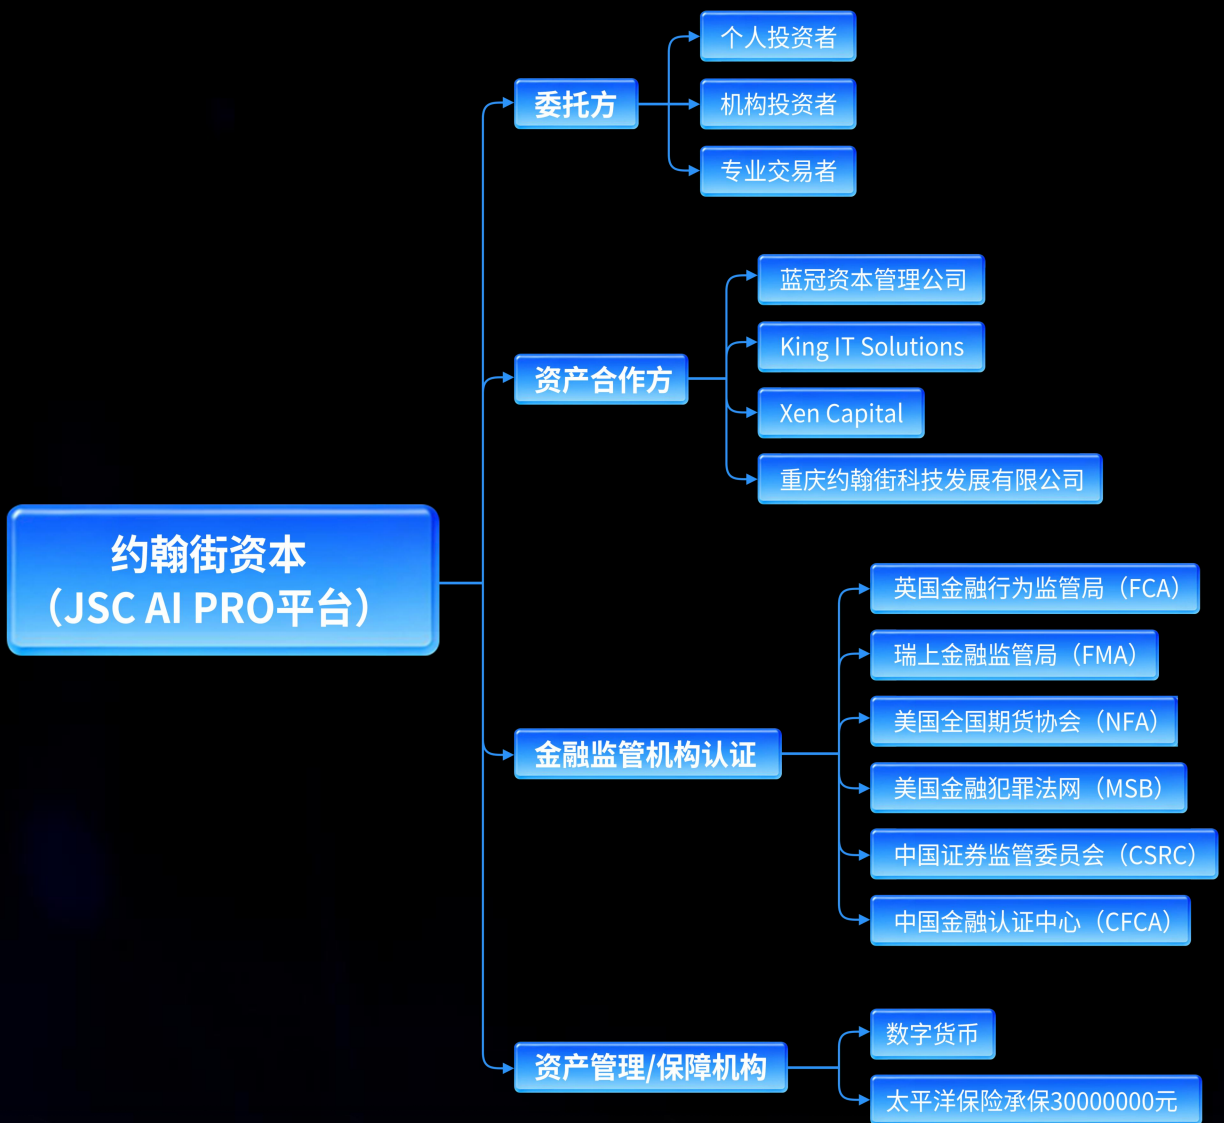 约翰街资本
（JSC AI PRO平台）
委托方
个人投资者
机构投资者
专业交易者
资产合作方
蓝冠资本管理公司
King IT Solutions
Xen Capital
重庆约翰街科技发展有限公司
金融监管机构认证
英国金融行为监管局（FCA）
瑞上金融监管局（FMA）
美国全国期货协会（NFA）
美国金融犯罪法网（MSB）
中国证券监管委员会（CSRC）
中国金融认证中心（CFCA）
资产管理/保障机构
数字货币
太平洋保险承保30000000元